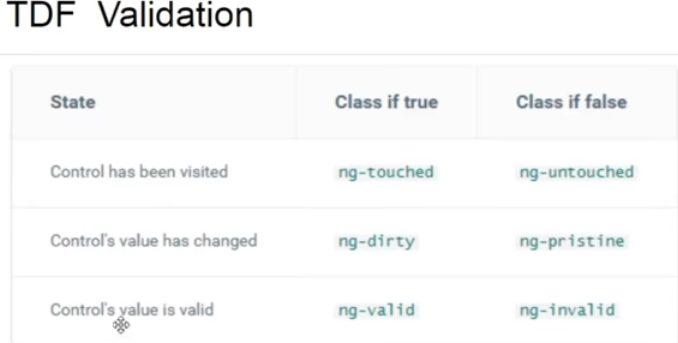 TDF Validation
State Class if true Class if false
Control has been visited ng-touched ng-untouched
Control's value has changed ng-dirty ng-pristine
Control's value is valid ng-valid ng-invalid